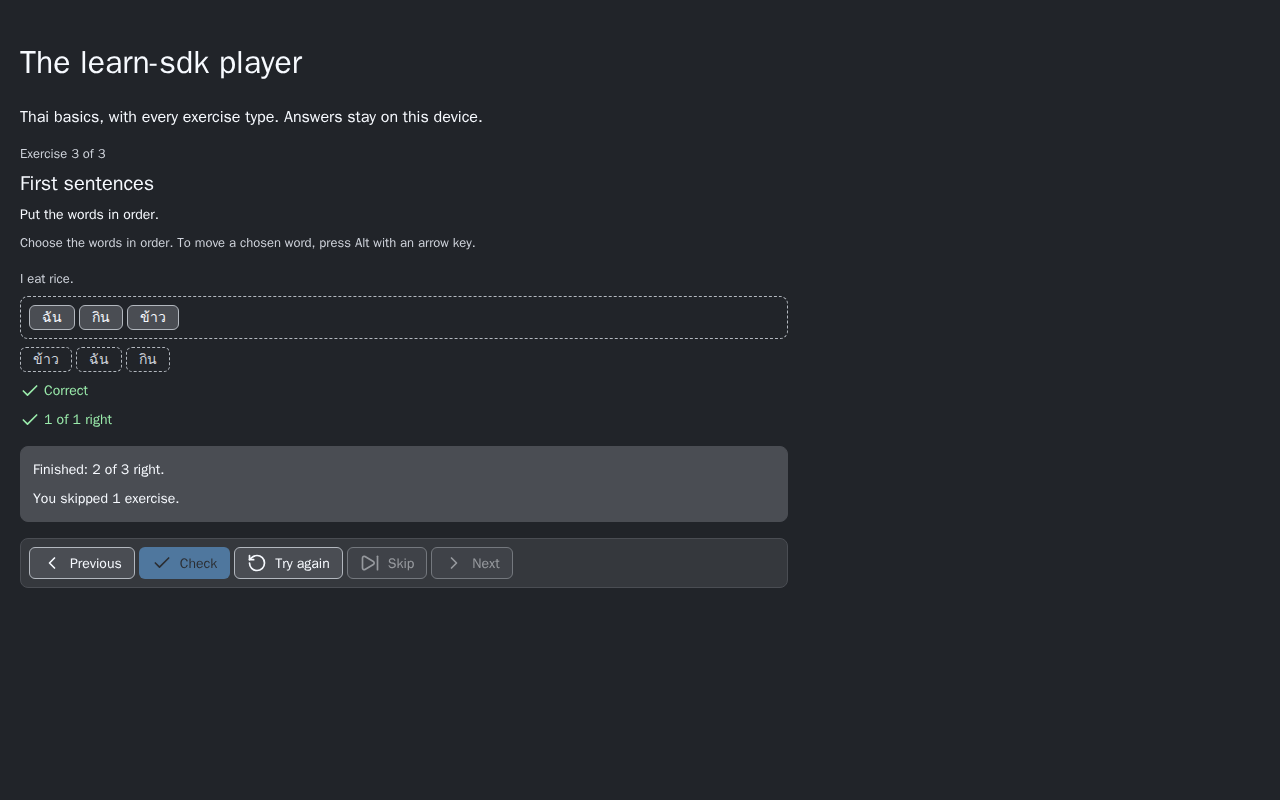 The learn-sdk player
Thai basics, with every exercise type. Answers stay on this device.
Exercise 3 of 3
First sentences
Put the words in order.
Choose the words in order. To move a chosen word, press Alt with an arrow key.
I eat rice.
ฉัน กิน ข้าว
ข้าว ฉัน กิน
Correct
1 of 1 right
Finished: 2 of 3 right.
You skipped 1 exercise.
Previous Check Try again Skip Next